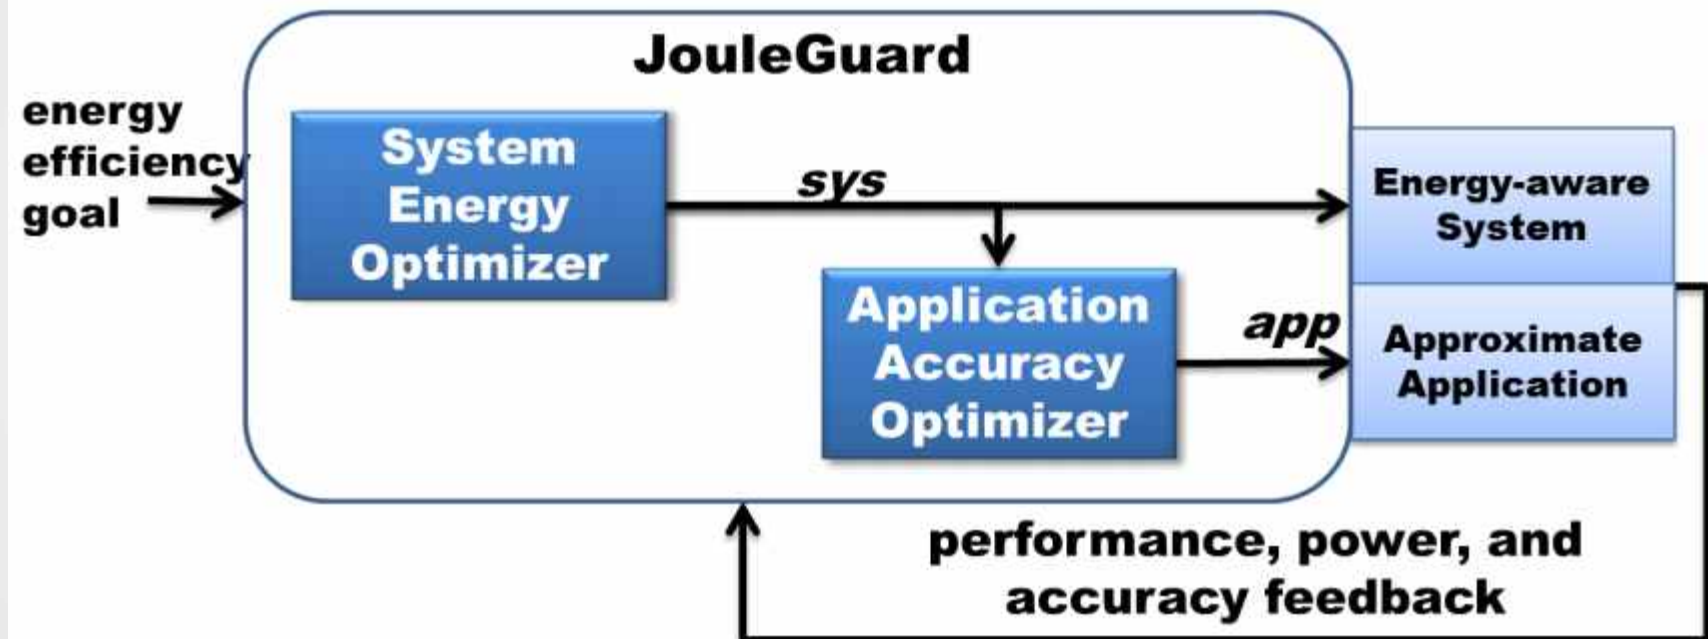 JouleGuard
energy
efficiency
goal
System
Energy
Optimizer
sys
Energy-aware
System
Application
Accuracy
Optimizer
app
Approximate
Application
performance, power, and
accuracy feedback